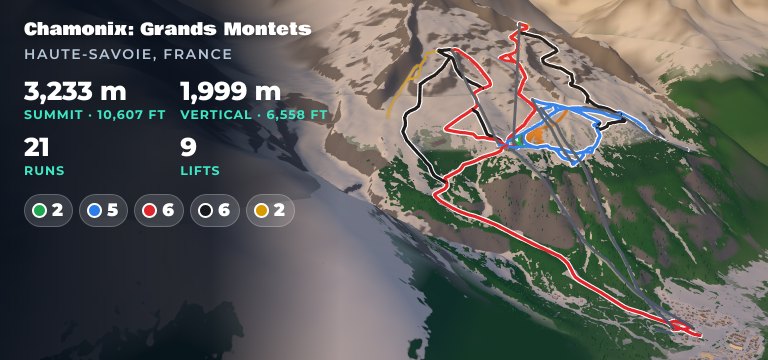 Chamonix: Grands Montets
HAUTE-SAVOIE, FRANCE
3,233 m
SUMMIT · 10,607 FT
1,999 m
VERTICAL · 6,558 FT
21
RUNS
9
LIFTS
2 5 6 6 2